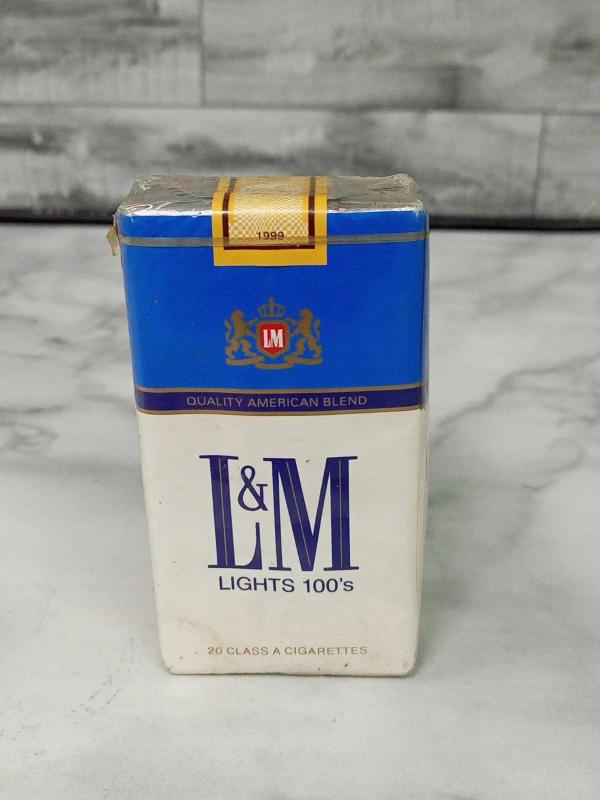 1999
LM
QUALITY AMERICAN BLEND
L&M
LIGHTS 100's
20 CLASS A CIGARETTES